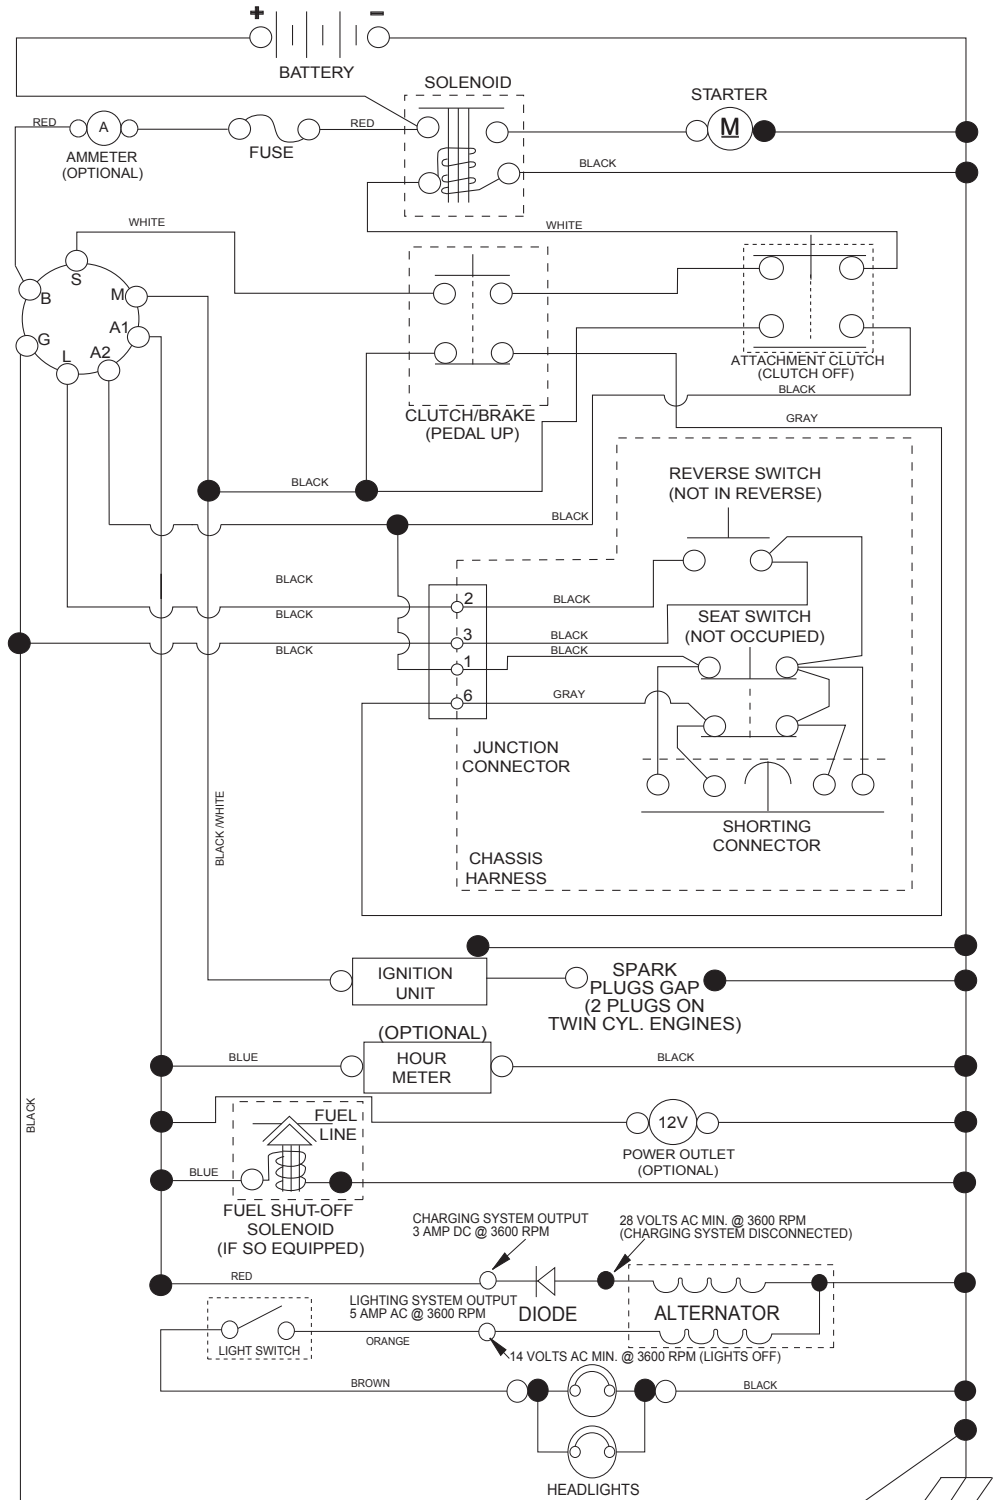 + -
BATTERY
SOLENOID
STARTER
RED
A
RED
M
AMMETER
(OPTIONAL)
FUSE
BLACK
WHITE
WHITE
S
B
M
G
A1
L
A2
ATTACHMENT CLUTCH
(CLUTCH OFF)
BLACK
CLUTCH/BRAKE
(PEDAL UP)
GRAY
REVERSE SWITCH
(NOT IN REVERSE)
BLACK
BLACK
BLACK
2
BLACK
BLACK
SEAT SWITCH
(NOT OCCUPIED)
3
BLACK
BLACK
BLACK
1
6
GRAY
JUNCTION
CONNECTOR
BLACK /WHITE
SHORTING
CONNECTOR
CHASSIS
HARNESS
IGNITION
UNIT
SPARK
PLUGS GAP
(2 PLUGS ON
TWIN CYL. ENGINES)
(OPTIONAL)
BLUE
HOUR
METER
BLACK
BLACK
FUEL
LINE
12V
POWER OUTLET
(OPTIONAL)
BLUE
FUEL SHUT-OFF
SOLENOID
(IF SO EQUIPPED)
CHARGING SYSTEM OUTPUT
3 AMP DC @ 3600 RPM
28 VOLTS AC MIN. @ 3600 RPM
(CHARGING SYSTEM DISCONNECTED)
RED
LIGHTING SYSTEM OUTPUT
5 AMP AC @ 3600 RPM
DIODE
ALTERNATOR
ORANGE
LIGHT SWITCH
14 VOLTS AC MIN. @ 3600 RPM (LIGHTS OFF)
BROWN
BLACK
HEADLIGHTS